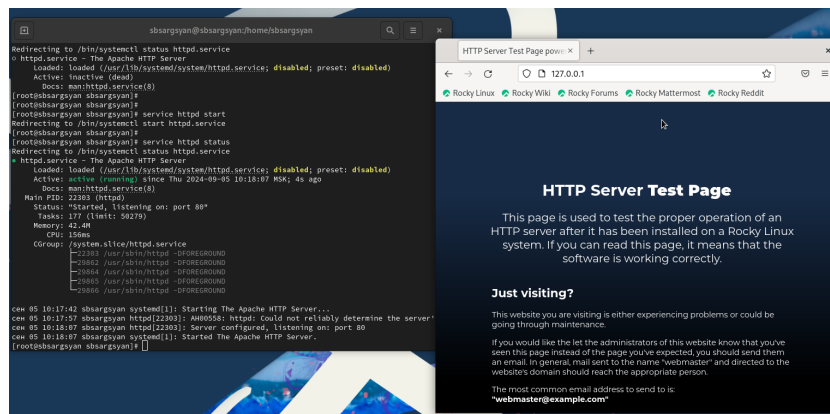 sbsargsyan@sbsargsyan:/home/sbsargsyan
Redirecting to /bin/systemctl status httpd.service
○ httpd.service - The Apache HTTP Server
Loaded: loaded (/usr/lib/systemd/system/httpd.service; disabled; preset: disabled)
Active: inactive (dead)
Docs: man:httpd.service(8)
[root@sbsargsyan sbsargsyan]#
[root@sbsargsyan sbsargsyan]#
[root@sbsargsyan sbsargsyan]# service httpd start
Redirecting to /bin/systemctl start httpd.service
[root@sbsargsyan sbsargsyan]#
[root@sbsargsyan sbsargsyan]# service httpd status
Redirecting to /bin/systemctl status httpd.service
● httpd.service - The Apache HTTP Server
Loaded: loaded (/usr/lib/systemd/system/httpd.service; disabled; preset: disabled)
Active: active (running) since Thu 2024-09-05 10:18:07 MSK; 4s ago
Docs: man:httpd.service(8)
Main PID: 22303 (httpd)
Status: "Started, listening on: port 80"
Tasks: 177 (limit: 50279)
Memory: 42.4M
CPU: 156ms
CGroup: /system.slice/httpd.service
├─22303 /usr/sbin/httpd -DFOREGROUND
├─29862 /usr/sbin/httpd -DFOREGROUND
├─29864 /usr/sbin/httpd -DFOREGROUND
├─29865 /usr/sbin/httpd -DFOREGROUND
└─29866 /usr/sbin/httpd -DFOREGROUND
сен 05 10:17:42 sbsargsyan systemd[1]: Starting The Apache HTTP Server...
сен 05 10:17:57 sbsargsyan httpd[22303]: AH00558: httpd: Could not reliably determine the server'
сен 05 10:18:07 sbsargsyan httpd[22303]: Server configured, listening on: port 80
сен 05 10:18:07 sbsargsyan systemd[1]: Started The Apache HTTP Server.
[root@sbsargsyan sbsargsyan]#
HTTP Server Test Page powe
127.0.0.1
Rocky Linux Rocky Wiki Rocky Forums Rocky Mattermost Rocky Reddit
HTTP Server Test Page
This page is used to test the proper operation of an
HTTP server after it has been installed on a Rocky Linux
system. If you can read this page, it means that the
software is working correctly.
Just visiting?
This website you are visiting is either experiencing problems or could be
going through maintenance.
If you would like the let the administrators of this website know that you've
seen this page instead of the page you've expected, you should send them
an email. In general, mail sent to the name "webmaster" and directed to the
website's domain should reach the appropriate person.
The most common email address to send to is:
"webmaster@example.com"